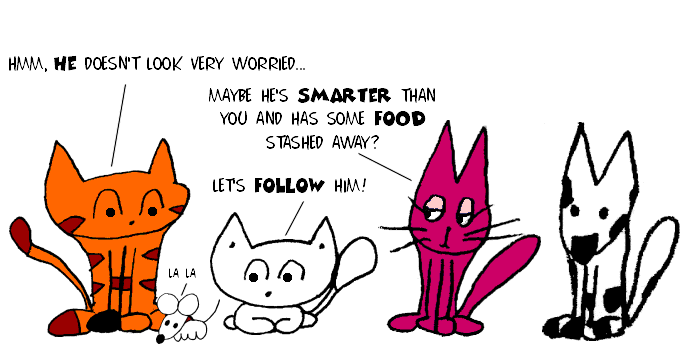 HMM, HE DOESN'T LOOK VERY WORRIED...
MAYBE HE'S SMARTER THAN
YOU AND HAS SOME FOOD
STASHED AWAY?
LET'S FOLLOW HIM!
LA LA